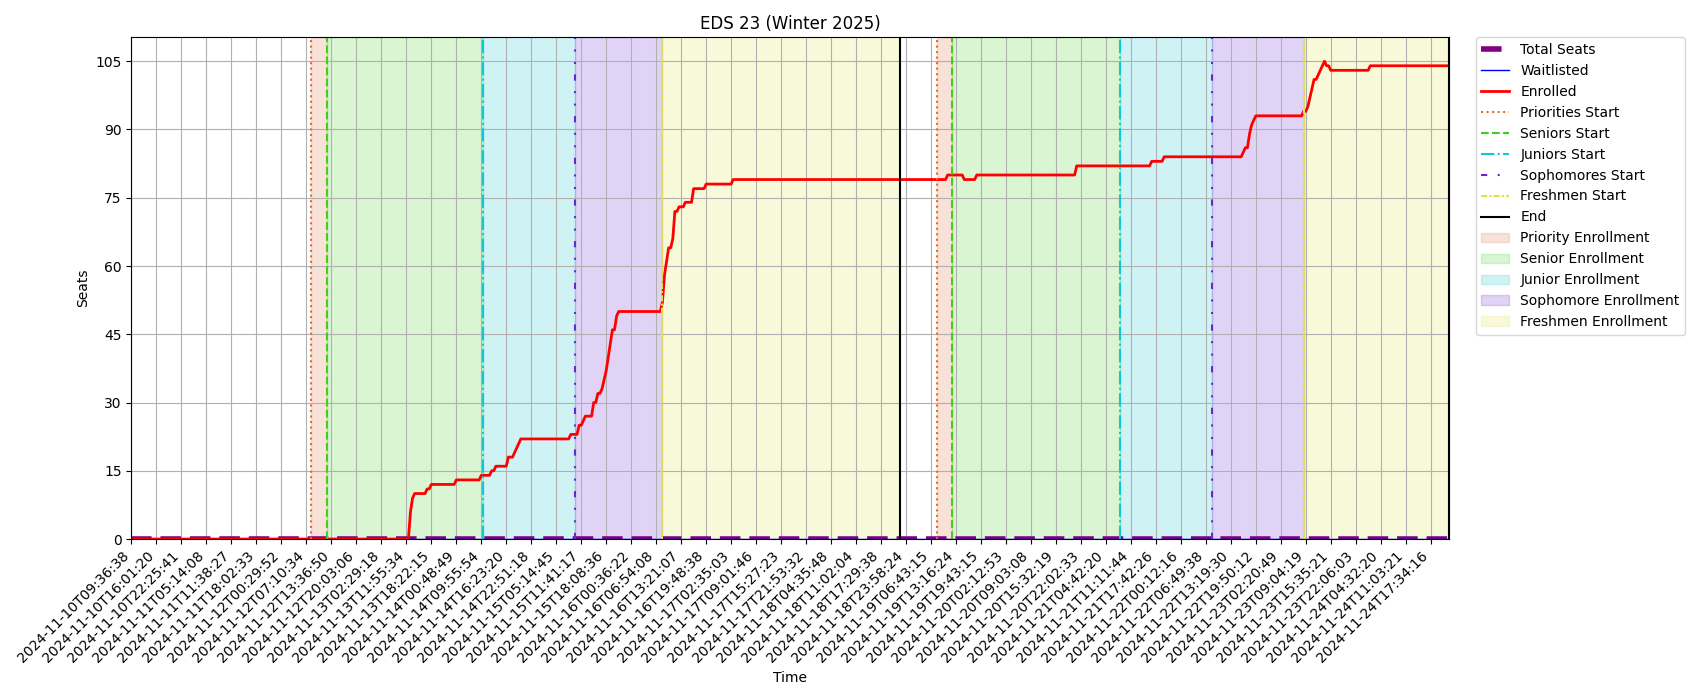 EDS 23 (Winter 2025)
105
90
75
60
45
30
15
0
Seats
2024-11-10T09:36:38
2024-11-10T16:01:20
2024-11-10T22:25:41
2024-11-11T05:14:08
2024-11-11T11:38:27
2024-11-11T18:02:33
2024-11-12T00:29:52
2024-11-12T07:10:34
2024-11-12T13:36:50
2024-11-12T20:03:06
2024-11-13T03:29:18
2024-11-13T11:55:34
2024-11-13T18:22:15
2024-11-14T00:48:49
2024-11-14T09:55:54
2024-11-14T16:23:20
2024-11-14T22:51:18
2024-11-15T05:14:45
2024-11-15T11:41:17
2024-11-15T18:08:36
2024-11-16T00:36:22
2024-11-16T06:54:08
2024-11-16T13:21:07
2024-11-16T19:48:38
2024-11-17T02:35:03
2024-11-17T09:01:46
2024-11-17T15:27:23
2024-11-17T21:53:32
2024-11-18T04:35:48
2024-11-18T11:02:04
2024-11-18T17:29:38
2024-11-18T23:58:24
2024-11-19T06:43:15
2024-11-19T13:16:24
2024-11-19T19:43:15
2024-11-20T02:12:53
2024-11-20T09:03:08
2024-11-20T15:32:19
2024-11-20T22:02:33
2024-11-21T04:42:20
2024-11-21T11:11:44
2024-11-21T17:42:26
2024-11-22T00:12:16
2024-11-22T06:49:38
2024-11-22T13:19:30
2024-11-22T19:50:12
2024-11-23T02:20:49
2024-11-23T09:04:19
2024-11-23T15:35:21
2024-11-23T22:06:03
2024-11-24T04:32:20
2024-11-24T11:03:21
2024-11-24T17:34:16
Time
Total Seats
Waitlisted
Enrolled
Priorities Start
Seniors Start
Juniors Start
Sophomores Start
Freshmen Start
End
Priority Enrollment
Senior Enrollment
Junior Enrollment
Sophomore Enrollment
Freshmen Enrollment